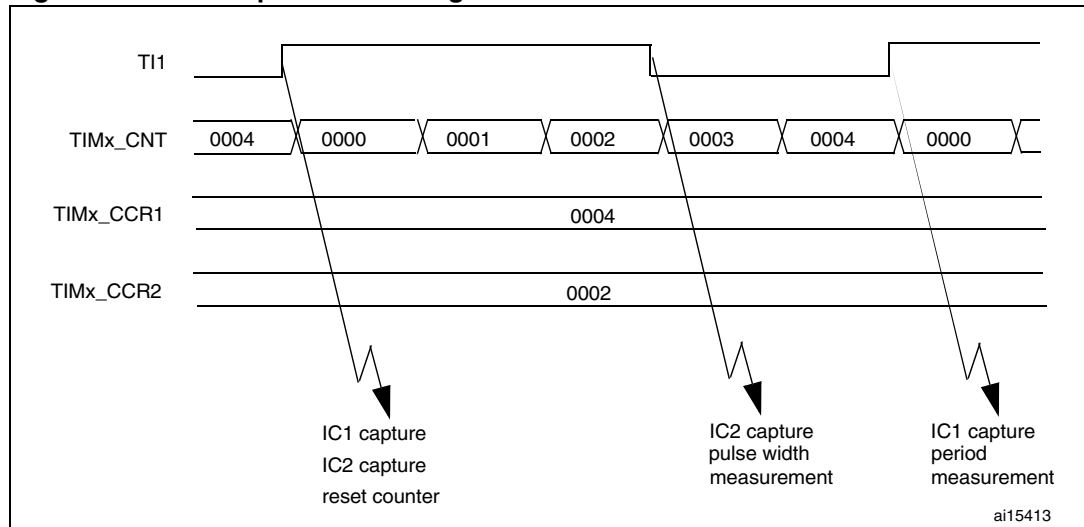 TI1
TIMx_CNT 0004 0000 0001 0002 0003 0004 0000
TIMx_CCR1 0004
TIMx_CCR2 0002
IC1 capture
IC2 capture
reset counter
IC2 capture
pulse width
measurement
IC1 capture
period
measurement
ai15413